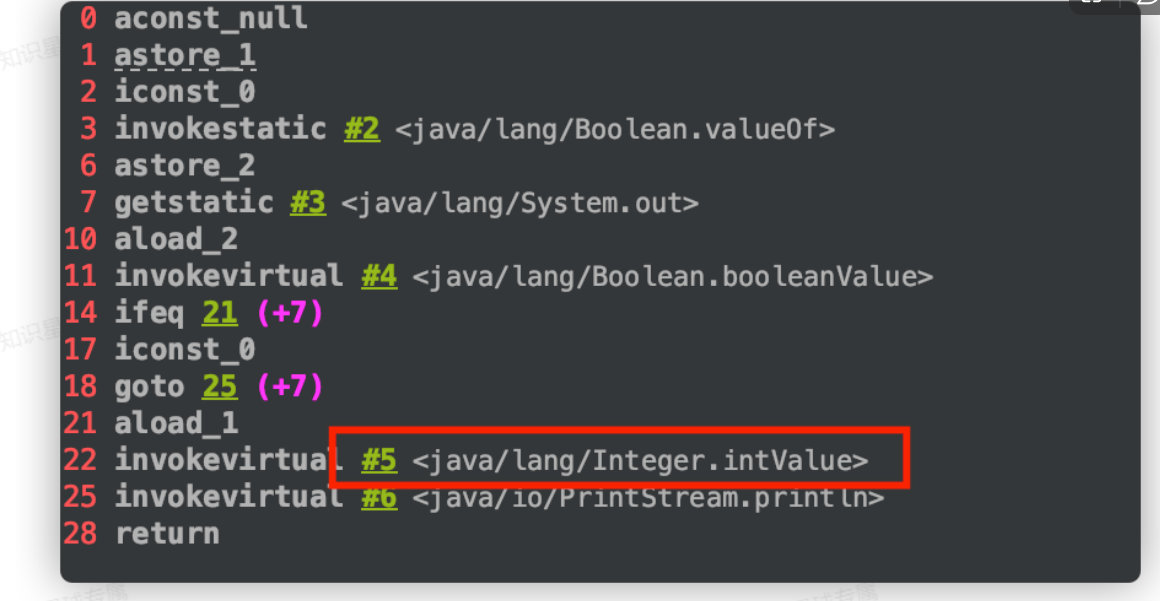 0 aconst_null
1 astore_1
2 iconst_0
3 invokestatic #2 <java/lang/Boolean.valueOf>
6 astore_2
7 getstatic #3 <java/lang/System.out>
10 aload_2
11 invokevirtual #4 <java/lang/Boolean.booleanValue>
14 ifeq 21 (+7)
17 iconst_0
18 goto 25 (+7)
21 aload_1
22 invokevirtual #5 <java/lang/Integer.intValue>
25 invokevirtual #6 <java/io/PrintStream.println>
28 return